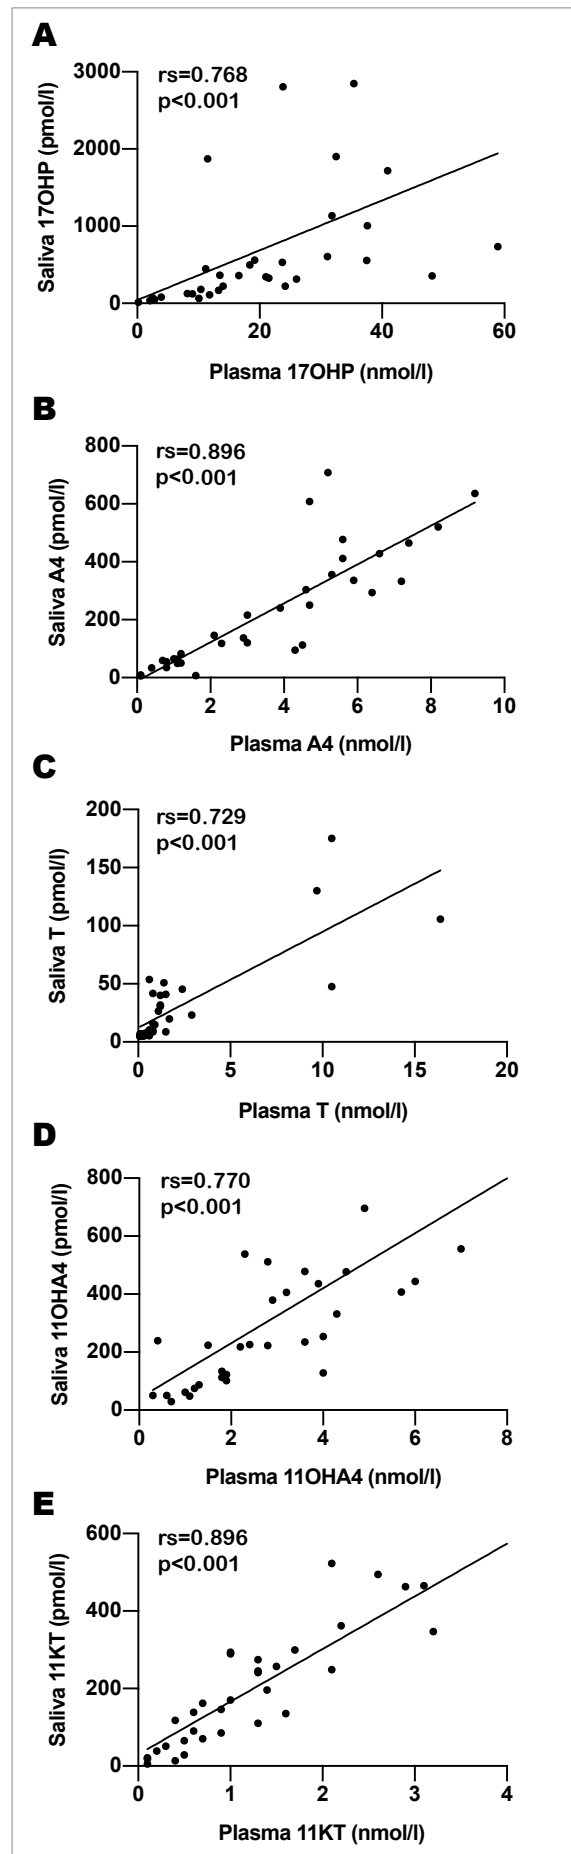 A
rs=0.768
p<0.001
Saliva 17OHP (pmol/l)
3000
2000
1000
0
0 20 40 60
Plasma 17OHP (nmol/l)
B
rs=0.896
p<0.001
Saliva A4 (pmol/l)
800
600
400
200
0
0 2 4 6 8 10
Plasma A4 (nmol/l)
C
rs=0.729
p<0.001
Saliva T (pmol/l)
200
150
100
50
0
0 5 10 15 20
Plasma T (nmol/l)
D
rs=0.770
p<0.001
Saliva 11OHA4 (pmol/l)
800
600
400
200
0
0 2 4 6 8
Plasma 11OHA4 (nmol/l)
E
rs=0.896
p<0.001
Saliva 11KT (pmol/l)
600
400
200
0
0 1 2 3 4
Plasma 11KT (nmol/l)